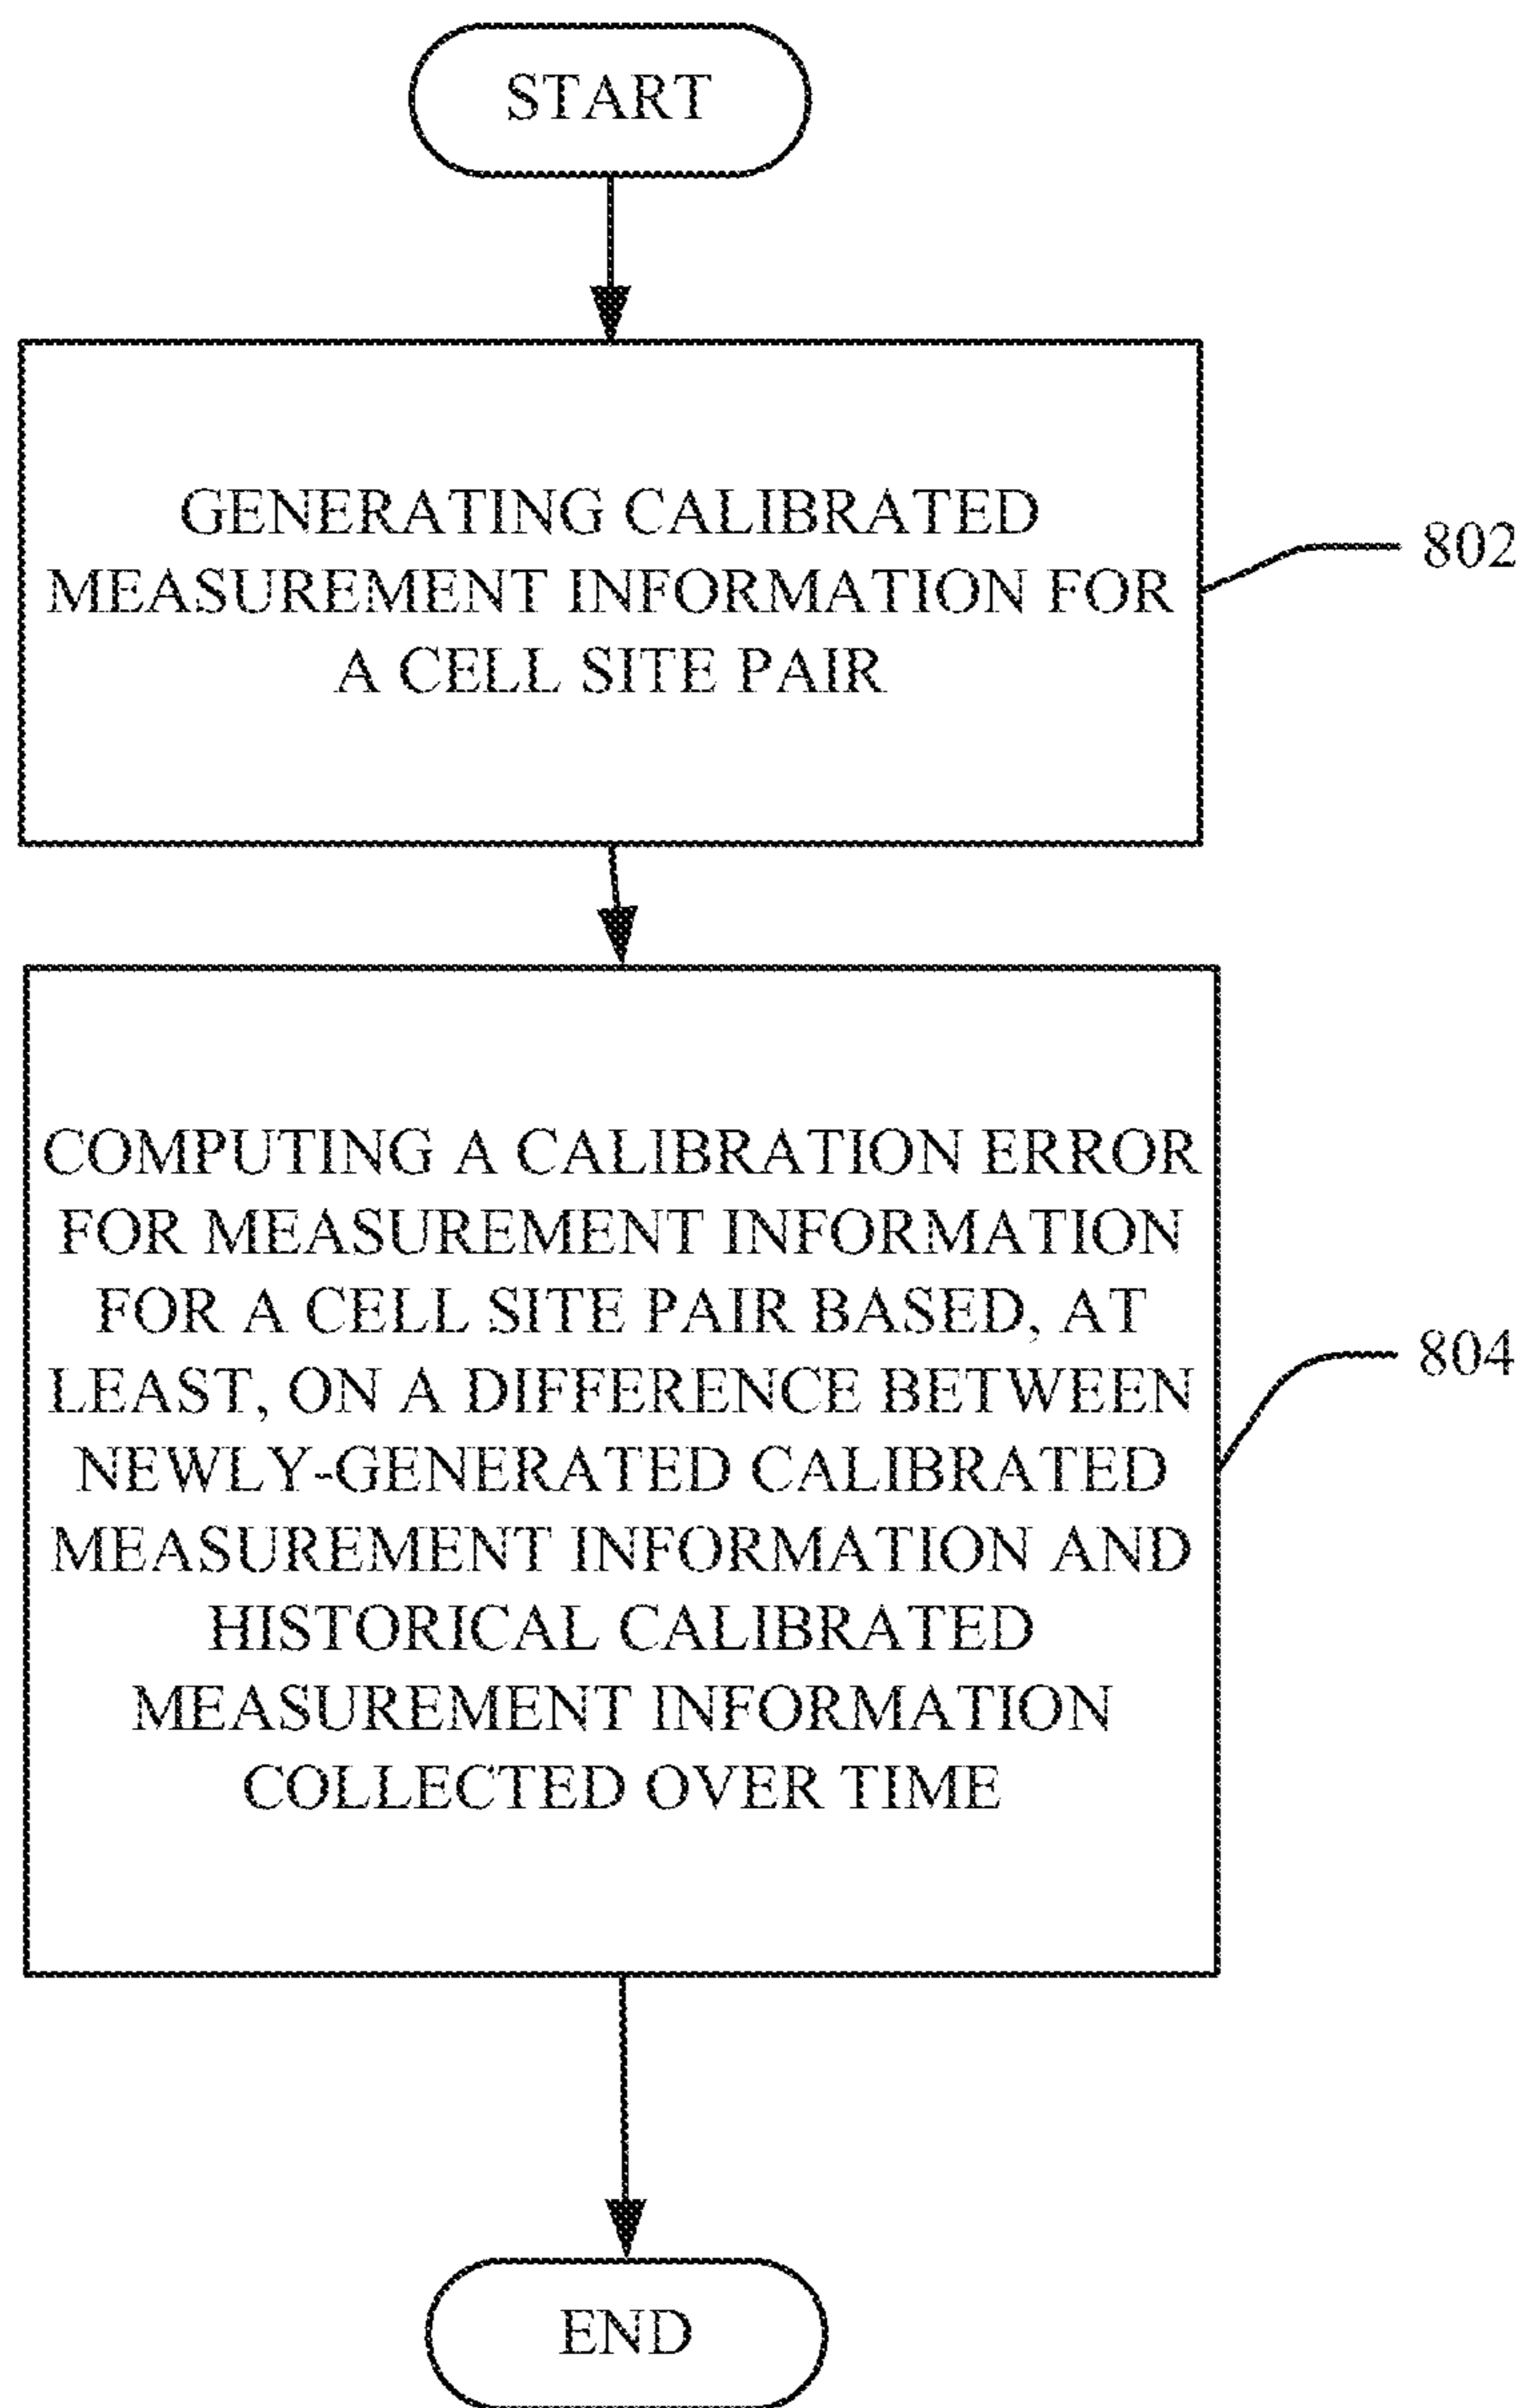 START
GENERATING CALIBRATED
MEASUREMENT INFORMATION FOR
A CELL SITE PAIR
802
COMPUTING A CALIBRATION ERROR
FOR MEASUREMENT INFORMATION
FOR A CELL SITE PAIR BASED, AT
LEAST, ON A DIFFERENCE BETWEEN
NEWLY-GENERATED CALIBRATED
MEASUREMENT INFORMATION AND
HISTORICAL CALIBRATED
MEASUREMENT INFORMATION
COLLECTED OVER TIME
804
END